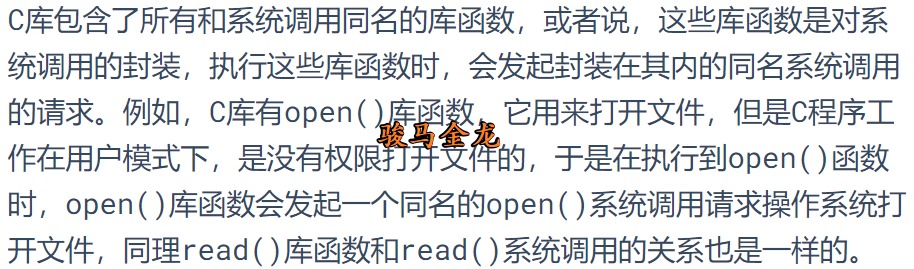 C库包含了所有和系统调用同名的库函数，或者说，这些库函数是对系
统调用的封装，执行这些库函数时，会发起封装在其内的同名系统调用
的请求。例如，C库有open()库函数，它用来打开文件，但是C程序工
骏马金龙
作在用户模式下，是没有权限打开文件的，于是在执行到open()函数
时，open()库函数会发起一个同名的open()系统调用请求操作系统打
开文件，同理read()库函数和read()系统调用的关系也是一样的。